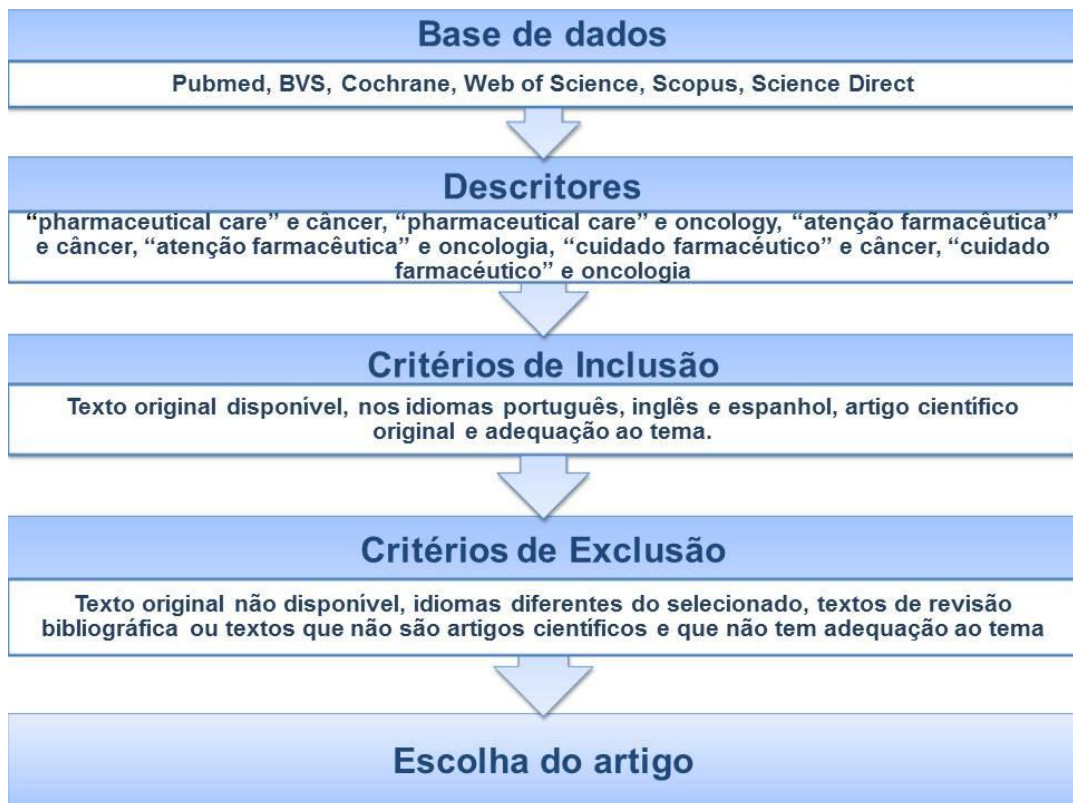 Base de dados
Pubmed, BVS, Cochrane, Web of Science, Scopus, Science Direct
Descritores
“pharmaceutical care” e câncer, “pharmaceutical care” e oncology, “atenção farmacêutica”
e câncer, “atenção farmacêutica” e oncologia, “cuidado farmacéutico” e câncer, “cuidado
farmacéutico” e oncologia
Critérios de Inclusão
Texto original disponível, nos idiomas português, inglês e espanhol, artigo científico
original e adequação ao tema.
Critérios de Exclusão
Texto original não disponível, idiomas diferentes do selecionado, textos de revisão
bibliográfica ou textos que não são artigos científicos e que não tem adequação ao tema
Escolha do artigo